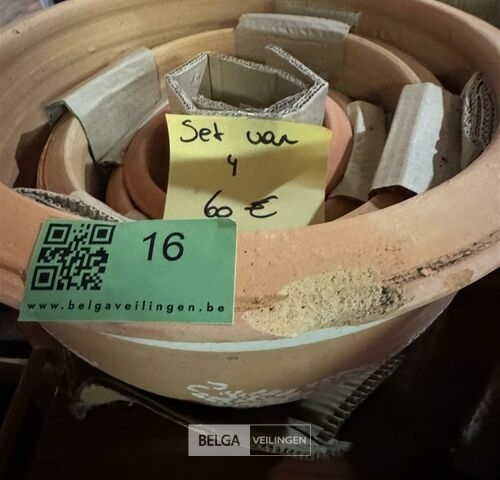 Set van
4
60 €
16
www.belgaveilingen.be
BELGA VEILINGEN